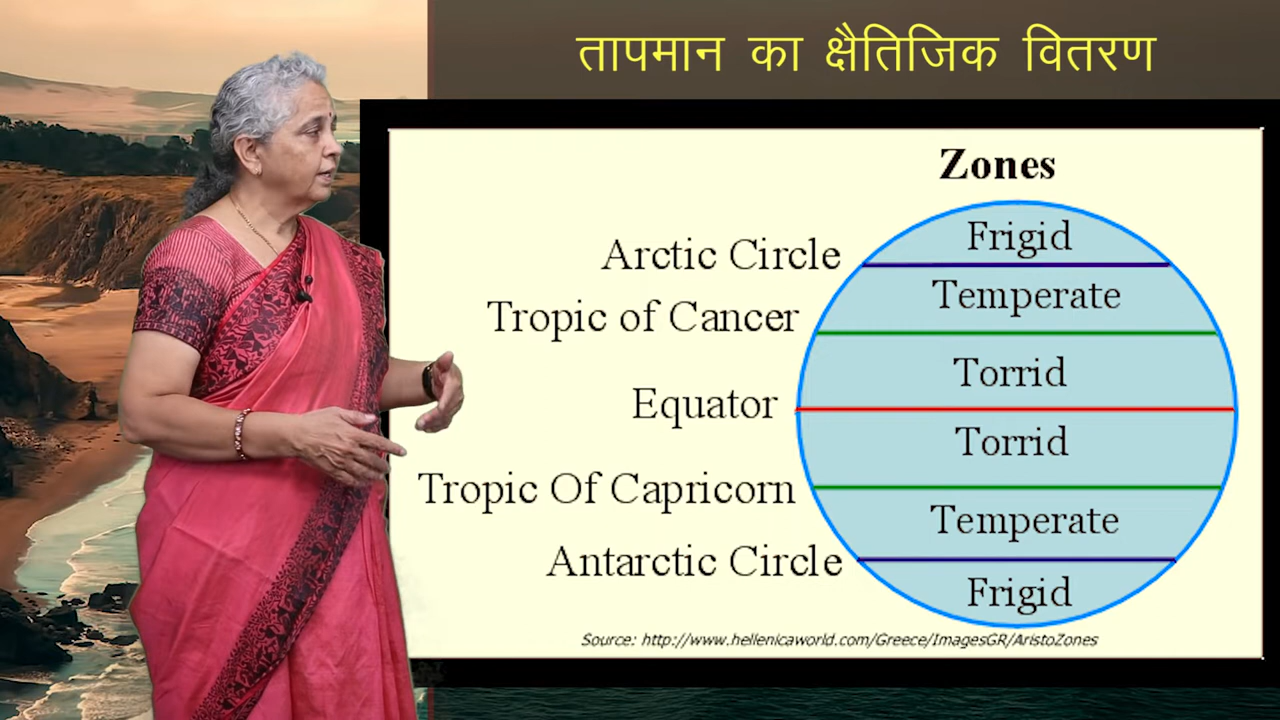 तापमान का क्षैतिजिक वितरण
Zones
Frigid
Arctic Circle
Temperate
Tropic of Cancer
Torrid
Equator
Torrid
Tropic Of Capricorn
Temperate
Antarctic Circle
Frigid
Source: http://www.hellenicaworld.com/Greece/ImagesGR/AristoZones